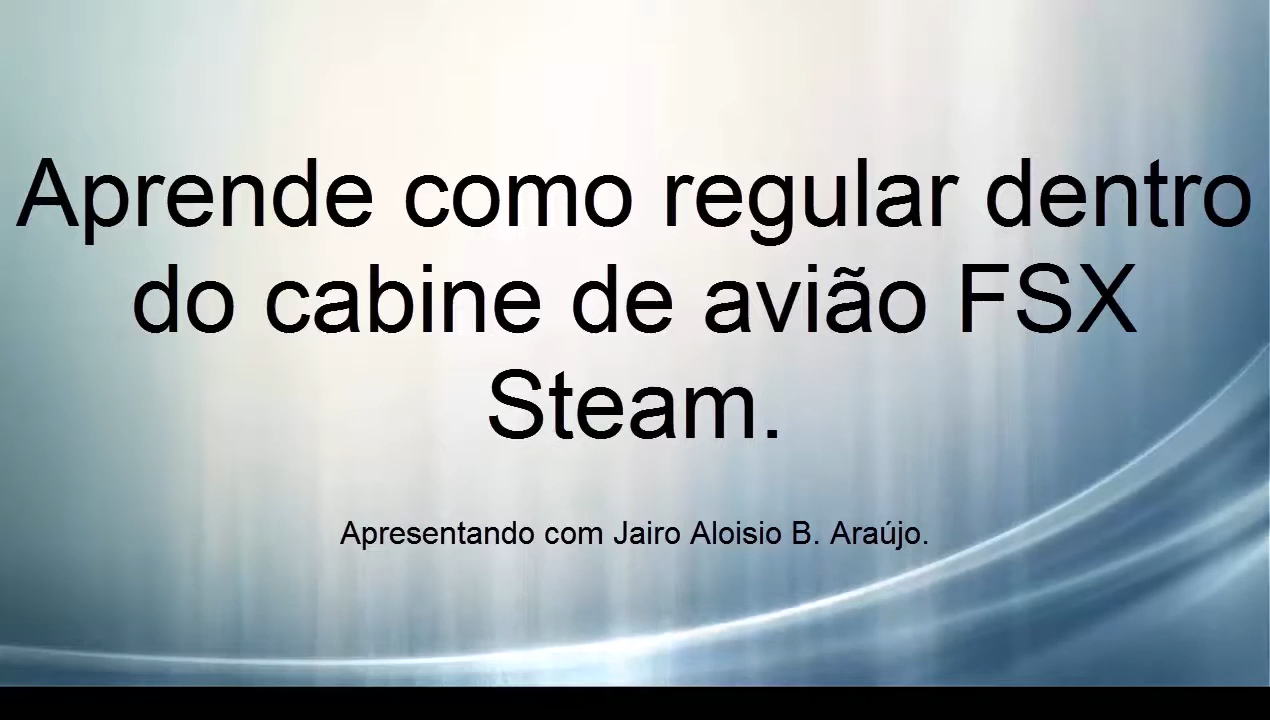 Aprende como regular dentro
do cabine de avião FSX
Steam.
Apresentando com Jairo Aloisio B. Araújo.